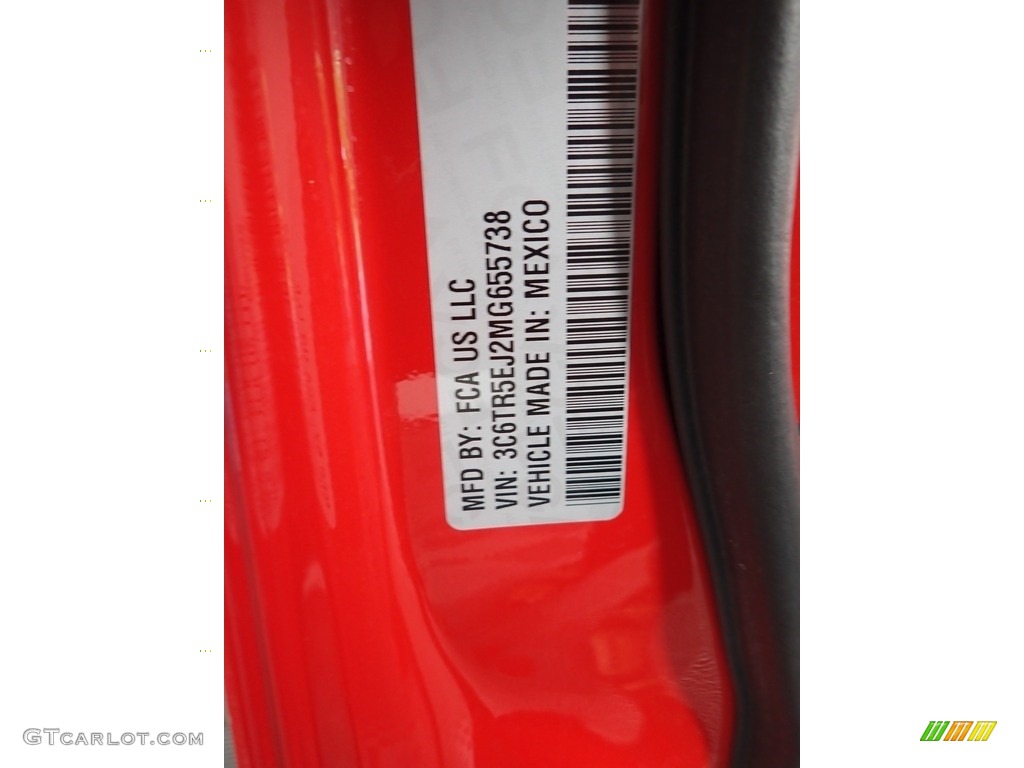 MFD BY: FCA US LLC
VIN: 3C6TR5EJ2MG655738
VEHICLE MADE IN: MEXICO
GTCARLOT.COM